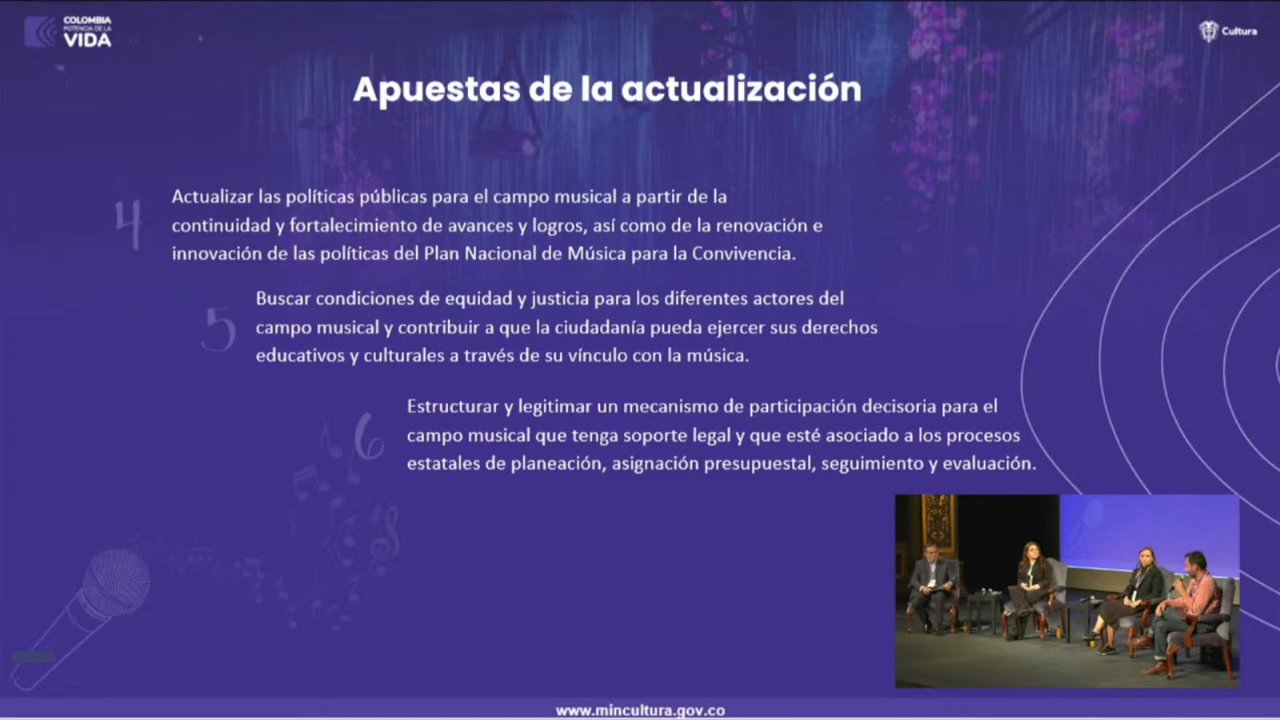 COLOMBIA
POTENCIA DE LA
VIDA
Cultura
Apuestas de la actualización
4
Actualizar las políticas públicas para el campo musical a partir de la
continuidad y fortalecimiento de avances y logros, así como de la renovación e
innovación de las políticas del Plan Nacional de Música para la Convivencia.
5
Buscar condiciones de equidad y justicia para los diferentes actores del
campo musical y contribuir a que la ciudadanía pueda ejercer sus derechos
educativos y culturales a través de su vínculo con la música.
6
Estructurar y legitimar un mecanismo de participación decisoria para el
campo musical que tenga soporte legal y que esté asociado a los procesos
estatales de planeación, asignación presupuestal, seguimiento y evaluación.
www.mincultura.gov.co